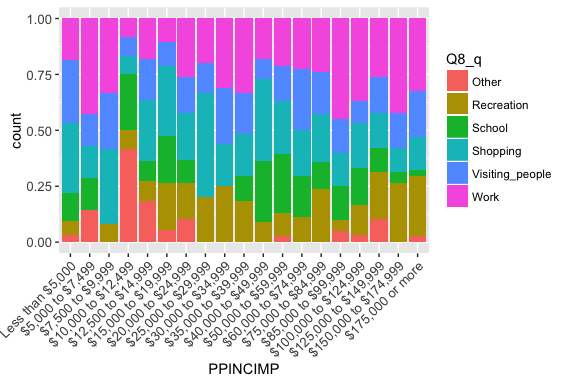 1.00
0.75
0.50
0.25
0.00
count
Less than $5,000
$5,000 to $7,499
$7,500 to $9,999
$10,000 to $12,499
$12,500 to $14,999
$15,000 to $19,999
$20,000 to $24,999
$25,000 to $29,999
$30,000 to $34,999
$35,000 to $39,999
$40,000 to $49,999
$50,000 to $59,999
$60,000 to $74,999
$75,000 to $84,999
$85,000 to $99,999
$100,000 to $124,999
$125,000 to $149,999
$150,000 to $174,999
$175,000 or more
PPINCIMP
Q8_q
Other
Recreation
School
Shopping
Visiting_people
Work